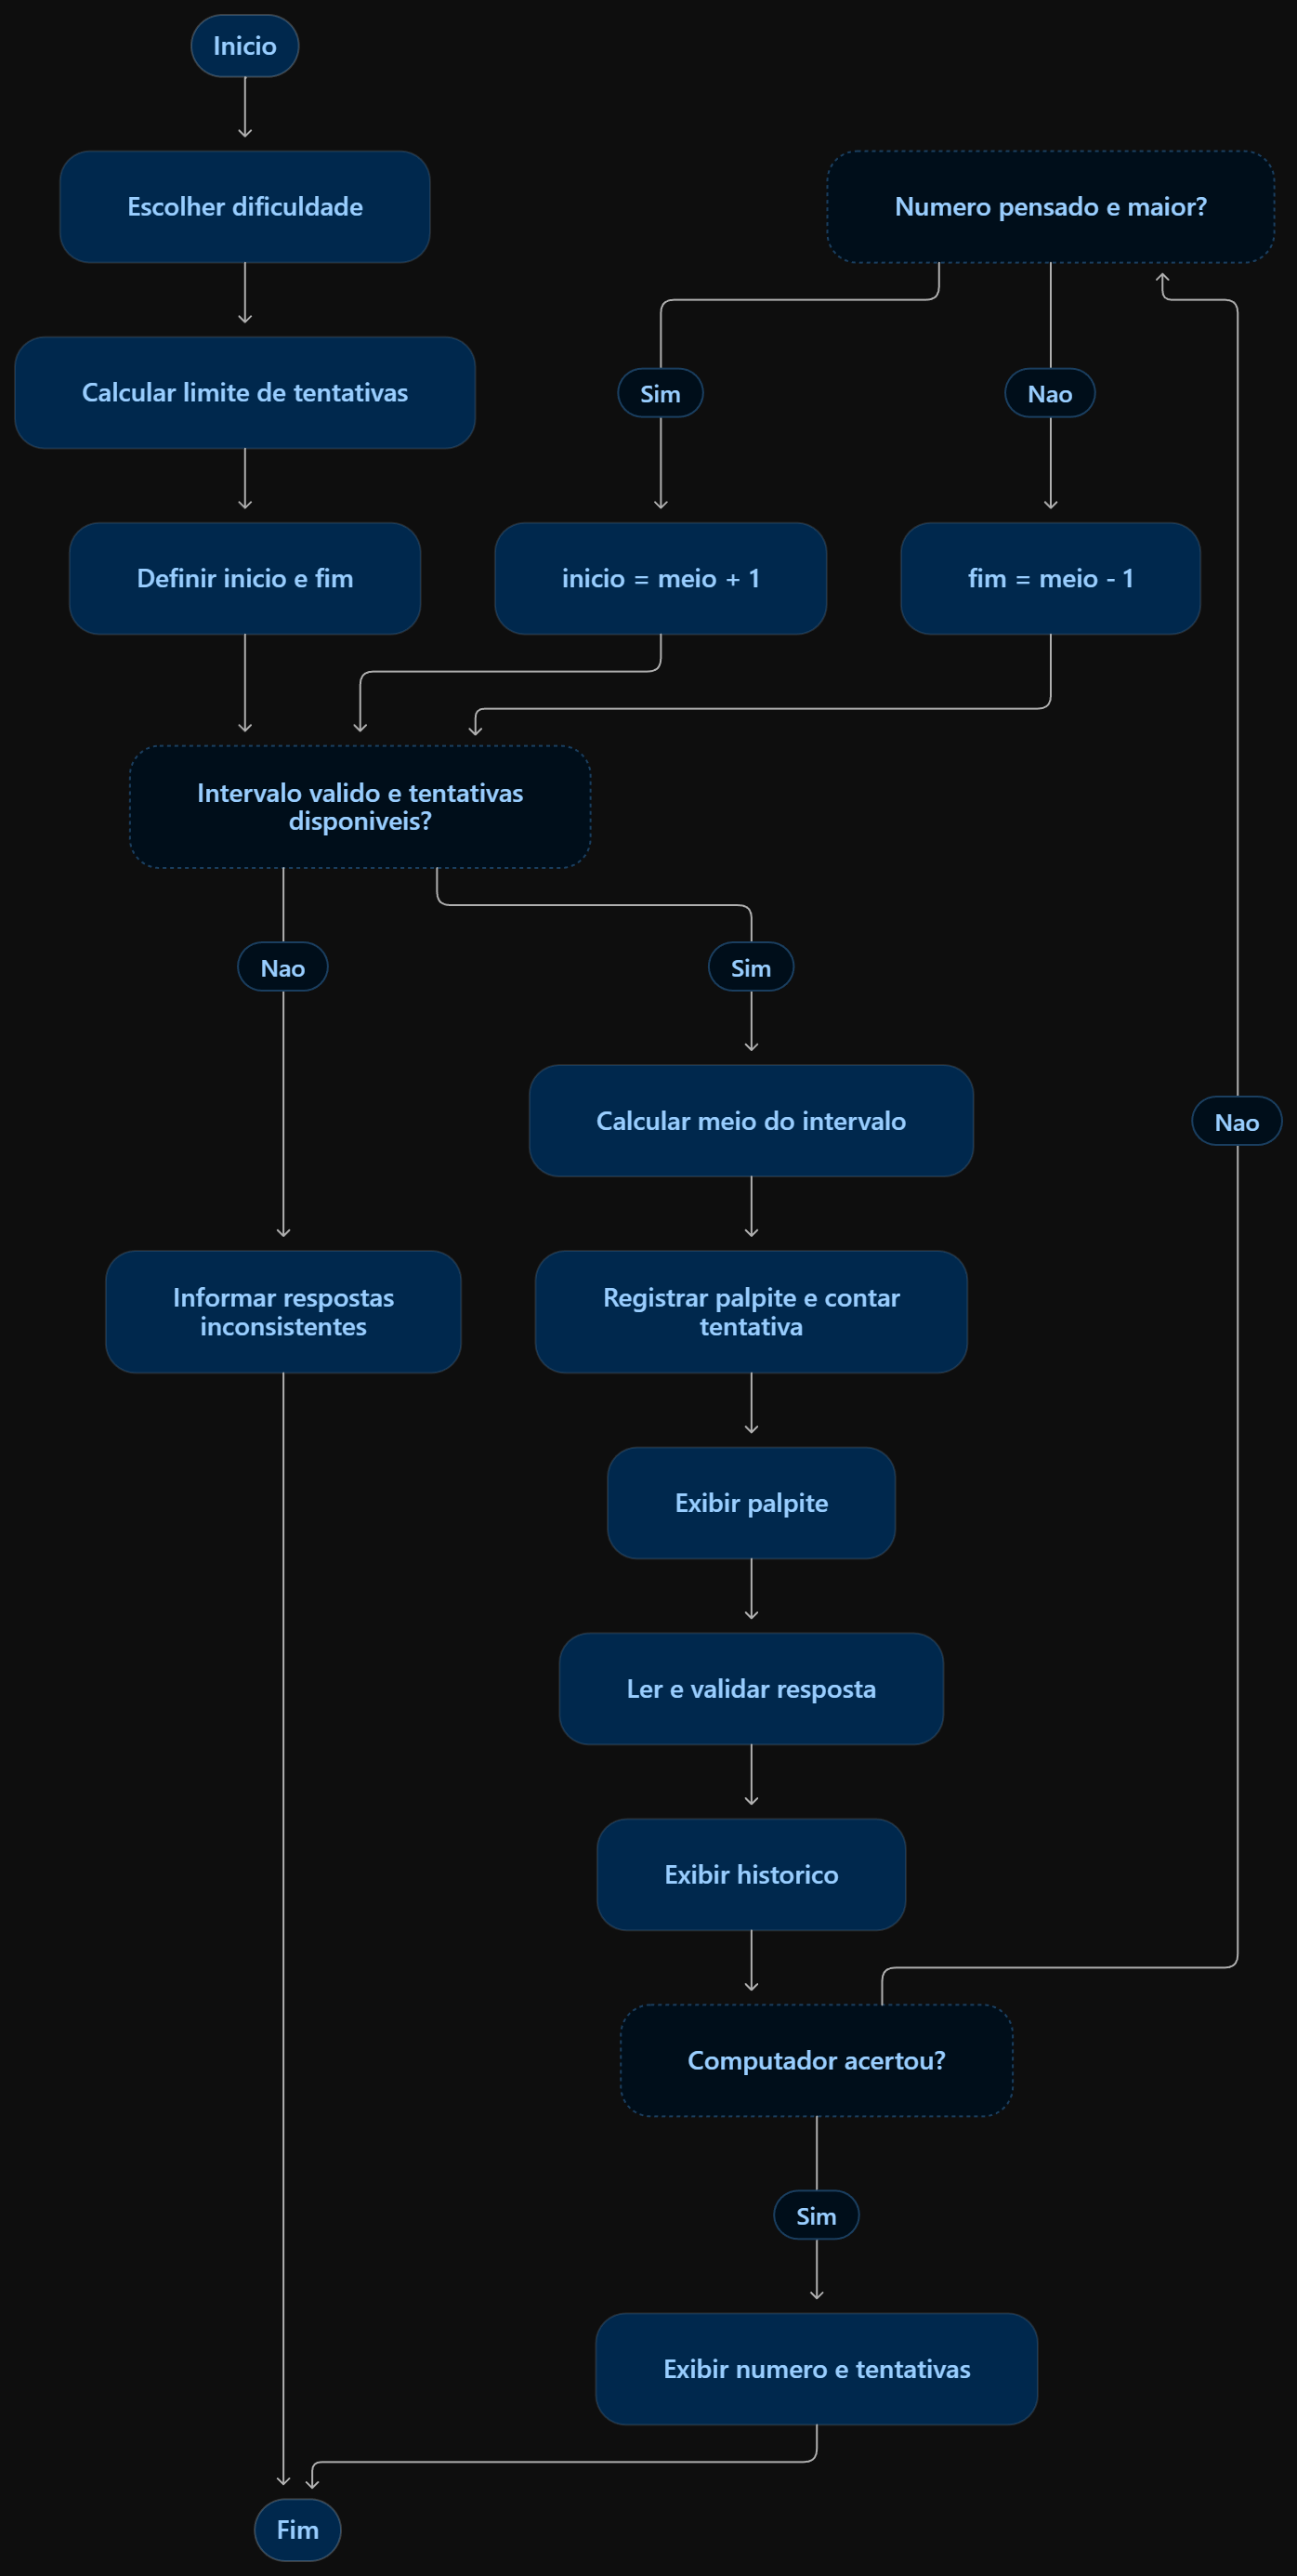 Inicio
Escolher dificuldade
Numero pensado e maior?
Calcular limite de tentativas
Sim
Nao
Definir inicio e fim
inicio = meio + 1
fim = meio - 1
Intervalo valido e tentativas
disponiveis?
Nao
Sim
Calcular meio do intervalo
Nao
Informar respostas
inconsistentes
Registrar palpite e contar
tentativa
Exibir palpite
Ler e validar resposta
Exibir historico
Computador acertou?
Sim
Exibir numero e tentativas
Fim